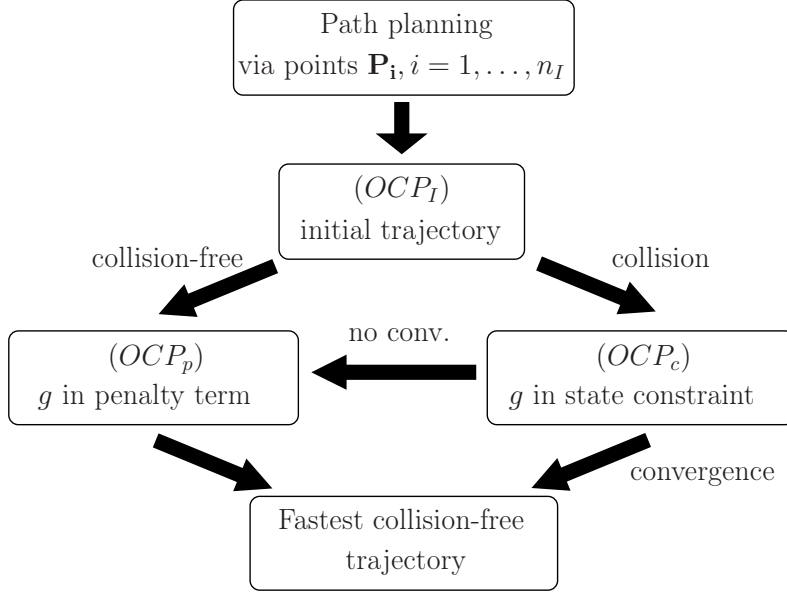 Path planning
via points P_i, i = 1, . . . , n_I
(OCP_I)
initial trajectory
collision-free
collision
(OCP_p)
g in penalty term
no conv.
(OCP_c)
g in state constraint
convergence
Fastest collision-free
trajectory